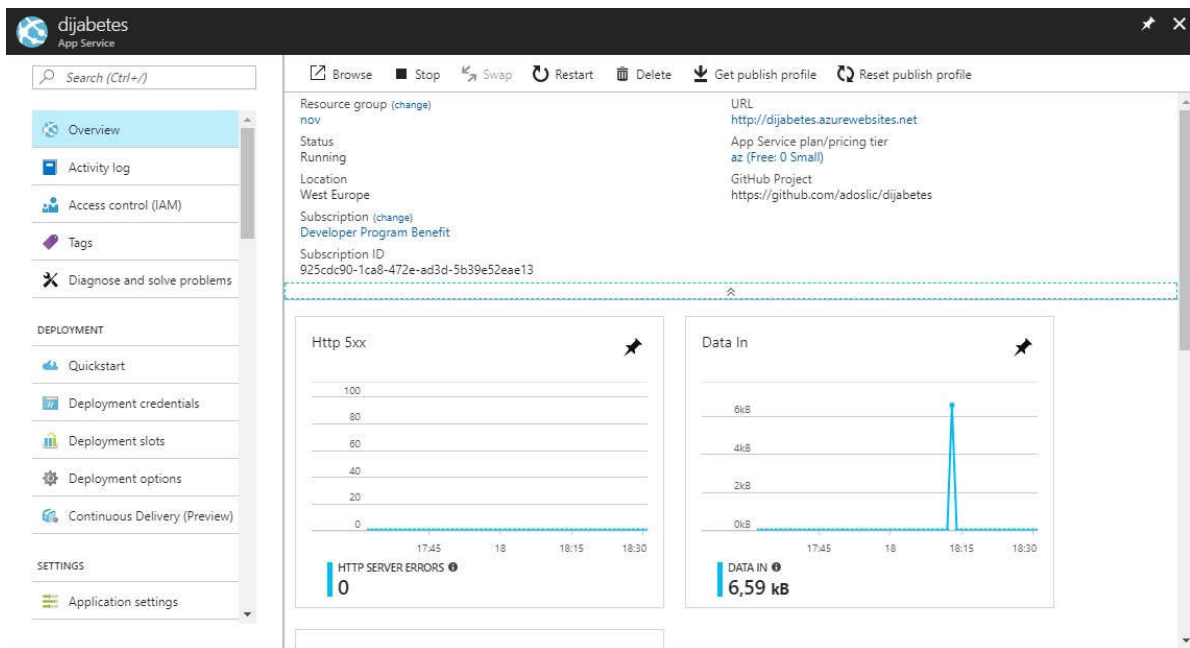 dijabetes
App Service
Search (Ctrl+/)
Overview
Activity log
Access control (IAM)
Tags
Diagnose and solve problems
DEPLOYMENT
Quickstart
Deployment credentials
Deployment slots
Deployment options
Continuous Delivery (Preview)
SETTINGS
Application settings
Browse Stop Swap Restart Delete Get publish profile Reset publish profile
Resource group (change)
nov
Status
Running
Location
West Europe
Subscription (change)
Developer Program Benefit
Subscription ID
925cdc90-1ca8-472e-ad3d-5b39e52eae13
URL
http://dijabetes.azurewebsites.net
App Service plan/pricing tier
az (Free: 0 Small)
GitHub Project
https://github.com/adoslic/dijabetes
Http 5xx
100
80
60
40
20
0
17:45 18 18:15 18:30
HTTP SERVER ERRORS
0
Data In
6kB
4kB
2kB
0kB
17:45 18 18:15 18:30
DATA IN
6,59 kB